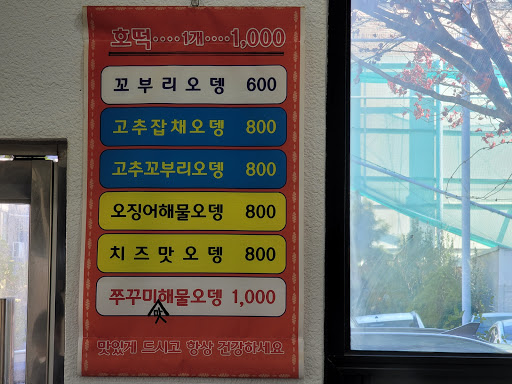 호떡·····1개·····1,000
꼬부리오뎅 600
고추잡채오뎅 800
고추꼬부리오뎅 800
오징어해물오뎅 800
치즈맛오뎅 800
쭈꾸미해물오뎅 1,000
맛있게 드시고 항상 건강하세요